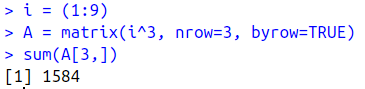 > i = (1:9)
> A = matrix(i^3, nrow=3, byrow=TRUE)
> sum(A[3,])
[1] 1584